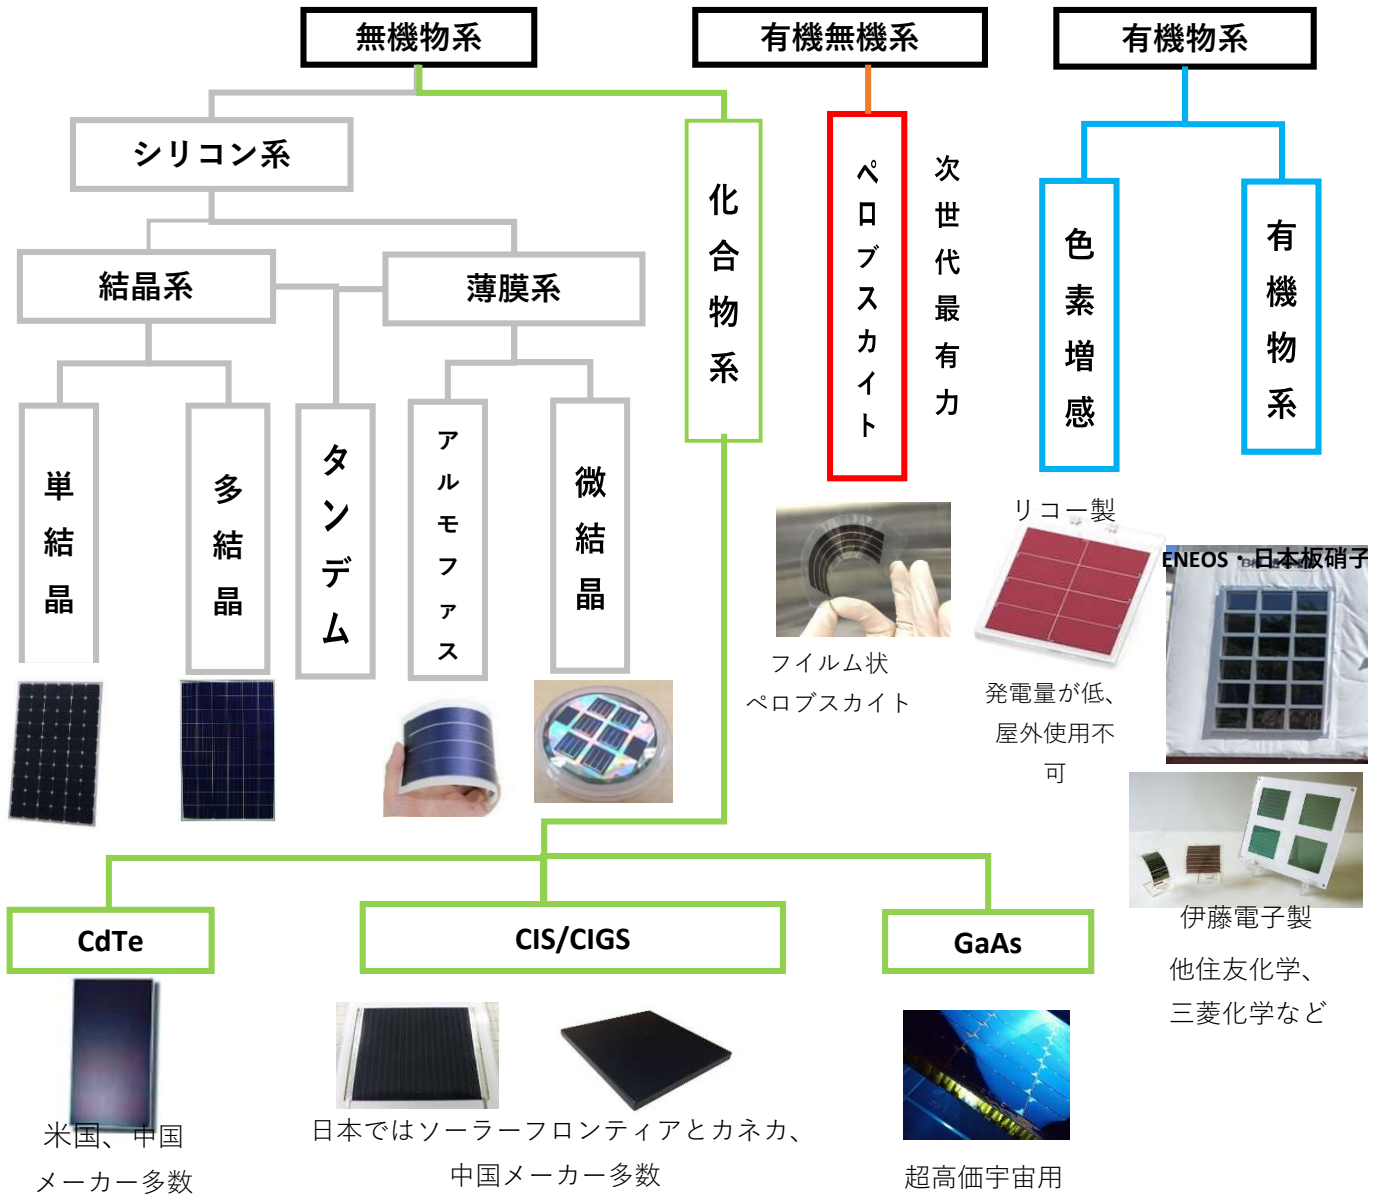 無機物系
有機無機系
有機物系
シリコン系
結晶系
薄膜系
単結晶
多結晶
タンデム
アルモファス
微結晶
化合物系
ペロブスカイト
次世代最有力
色素増感
有機物系
フイルム状
ペロブスカイト
リコー製
発電量が低、
屋外使用不
可
ENEOS・日本板硝子
伊藤電子製
他住友化学、
三菱化学など
CdTe
CIS/CIGS
GaAs
米国、中国
メーカー多数
日本ではソーラーフロンティアとカネカ、
中国メーカー多数
超高価宇宙用